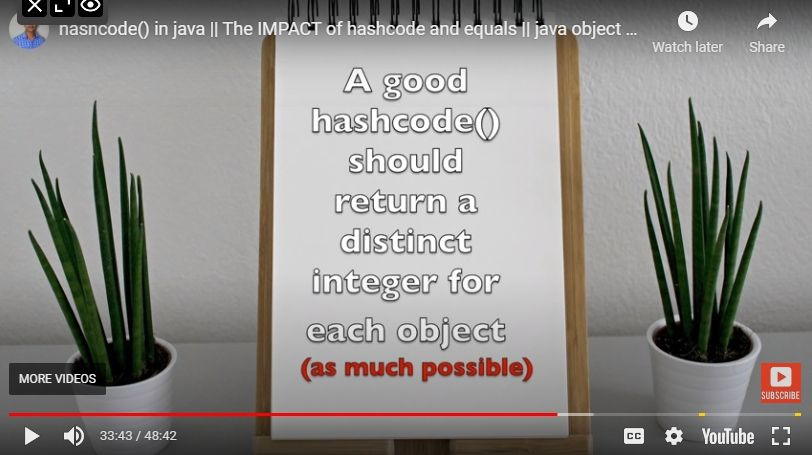 hashcode() in java || The IMPACT of hashcode and equals || java object ...
Watch later
Share
A good
hashcode()
should
return a
distinct
integer for
each object
(as much possible)
MORE VIDEOS
SUBSCRIBE
33:43 / 48:42
CC
YouTube